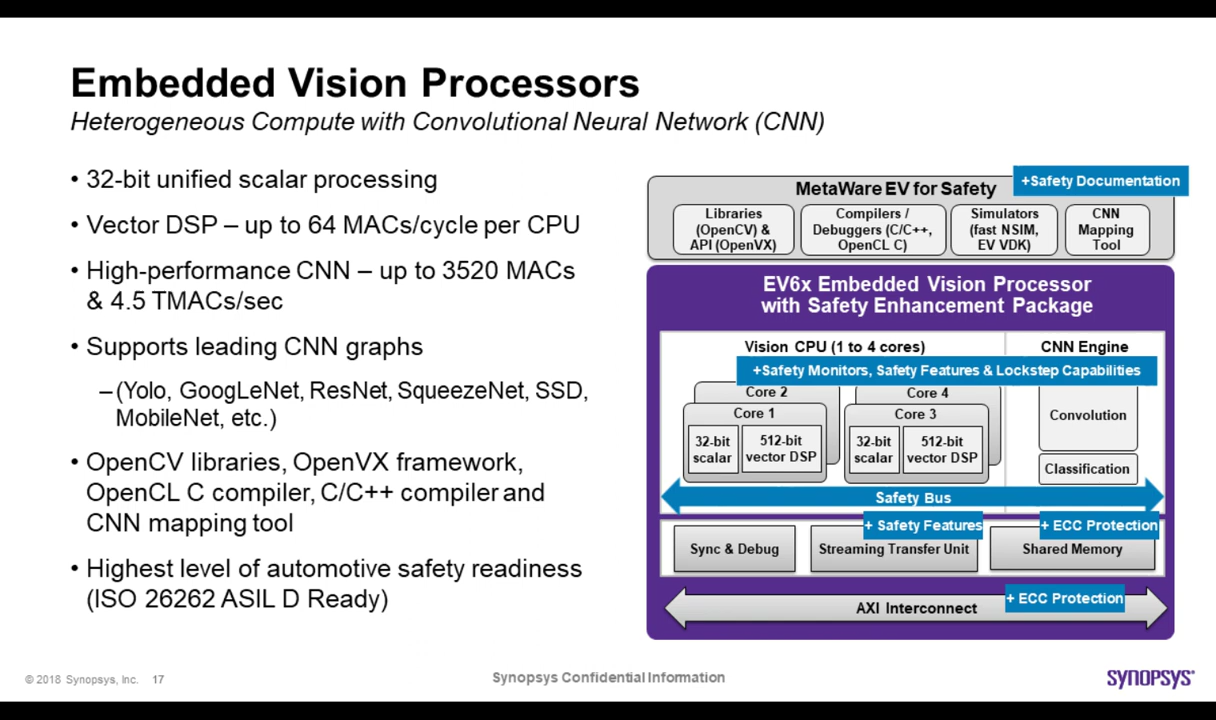 Embedded Vision Processors
Heterogeneous Compute with Convolutional Neural Network (CNN)
• 32-bit unified scalar processing
• Vector DSP – up to 64 MACs/cycle per CPU
• High-performance CNN – up to 3520 MACs
& 4.5 TMACs/sec
• Supports leading CNN graphs
–(Yolo, GoogLeNet, ResNet, SqueezeNet, SSD,
MobileNet, etc.)
• OpenCV libraries, OpenVX framework,
OpenCL C compiler, C/C++ compiler and
CNN mapping tool
• Highest level of automotive safety readiness
(ISO 26262 ASIL D Ready)
+Safety Documentation
MetaWare EV for Safety
Libraries
(OpenCV) &
API (OpenVX)
Compilers /
Debuggers (C/C++,
OpenCL C)
Simulators
(fast NSIM,
EV VDK)
CNN
Mapping
Tool
EV6x Embedded Vision Processor
with Safety Enhancement Package
Vision CPU (1 to 4 cores)
CNN Engine
+Safety Monitors, Safety Features & Lockstep Capabilities
Core 2
Core 1
32-bit
scalar
512-bit
vector DSP
Core 4
Core 3
32-bit
scalar
512-bit
vector DSP
Convolution
Classification
Safety Bus
+ Safety Features
+ ECC Protection
Sync & Debug
Streaming Transfer Unit
Shared Memory
+ ECC Protection
AXI Interconnect
© 2018 Synopsys, Inc. 17
Synopsys Confidential Information
SYNOPSYS®